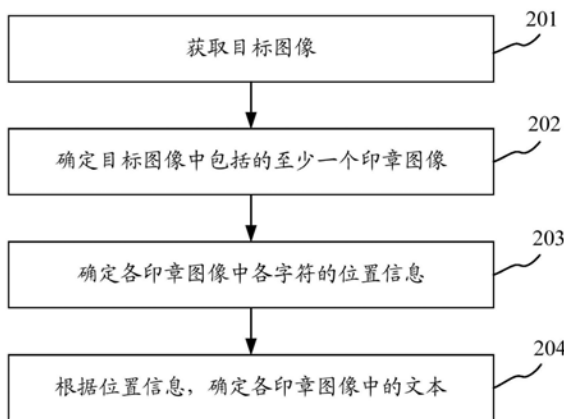 201
获取目标图像
202
确定目标图像中包括的至少一个印章图像
203
确定各印章图像中各字符的位置信息
204
根据位置信息，确定各印章图像中的文本